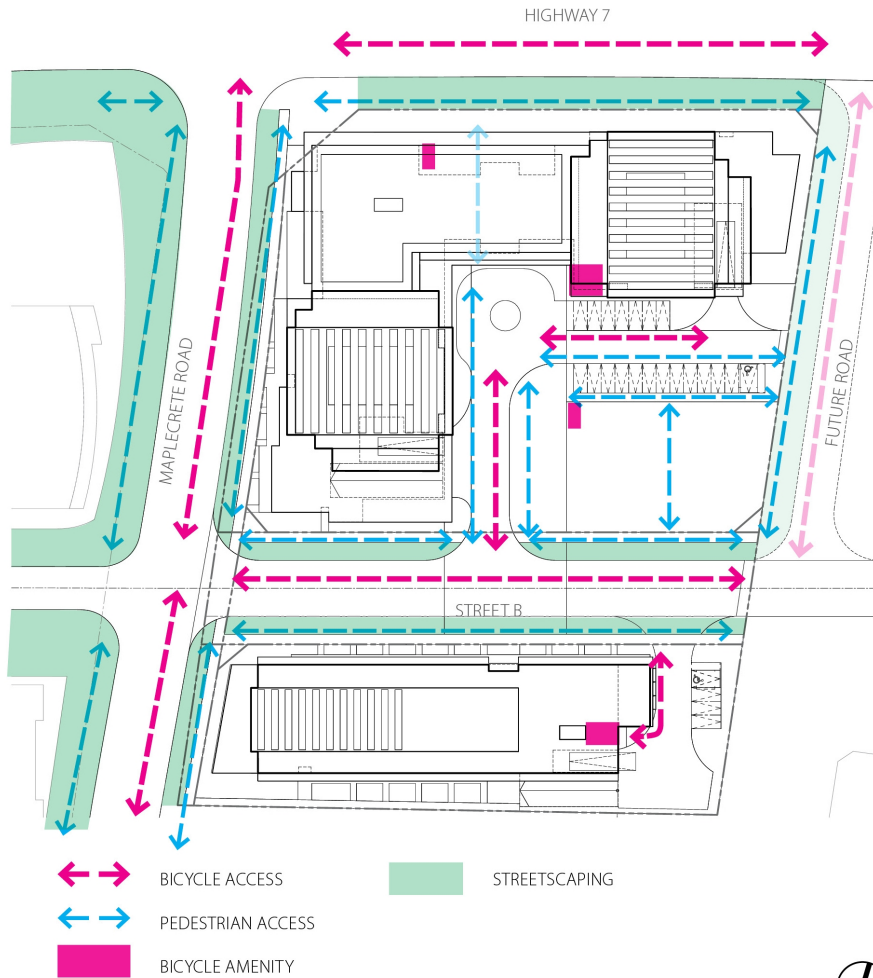 HIGHWAY 7
MAPLECRETE ROAD
FUTURE ROAD
STREET B
BICYCLE ACCESS
STREETSCAPING
PEDESTRIAN ACCESS
BICYCLE AMENITY